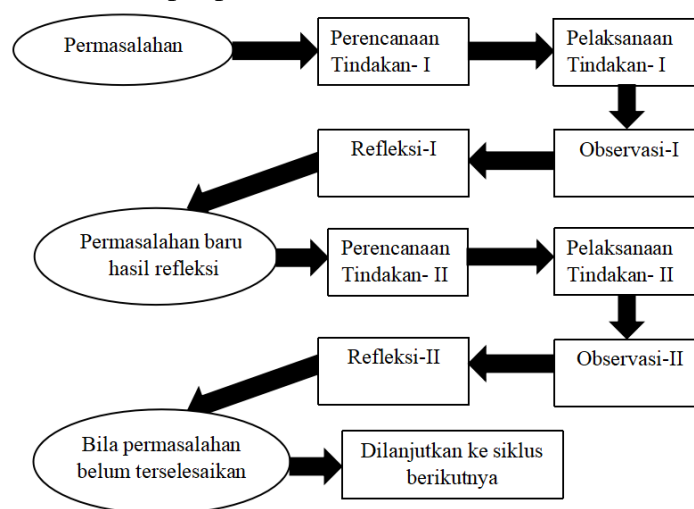 Permasalahan
Perencanaan
Tindakan- I
Pelaksanaan
Tindakan- I
Observasi-I
Refleksi-I
Permasalahan baru
hasil refleksi
Perencanaan
Tindakan- II
Pelaksanaan
Tindakan- II
Observasi-II
Refleksi-II
Bila permasalahan
belum terselesaikan
Dilanjutkan ke siklus
berikutnya